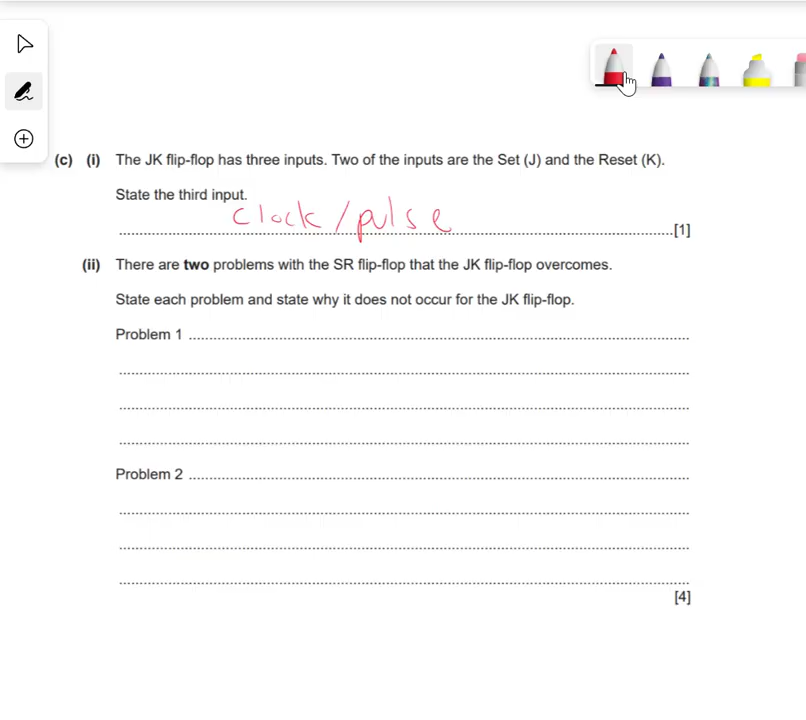 (c) (i) The JK flip-flop has three inputs. Two of the inputs are the Set (J) and the Reset (K).
State the third input.
clock / pulse
[1]
(ii) There are two problems with the SR flip-flop that the JK flip-flop overcomes.
State each problem and state why it does not occur for the JK flip-flop.
Problem 1
Problem 2
[4]